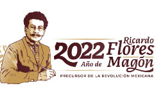 2022 Ricardo
Año de Flores
Magón
PRECURSOR DE LA REVOLUCIÓN MEXICANA